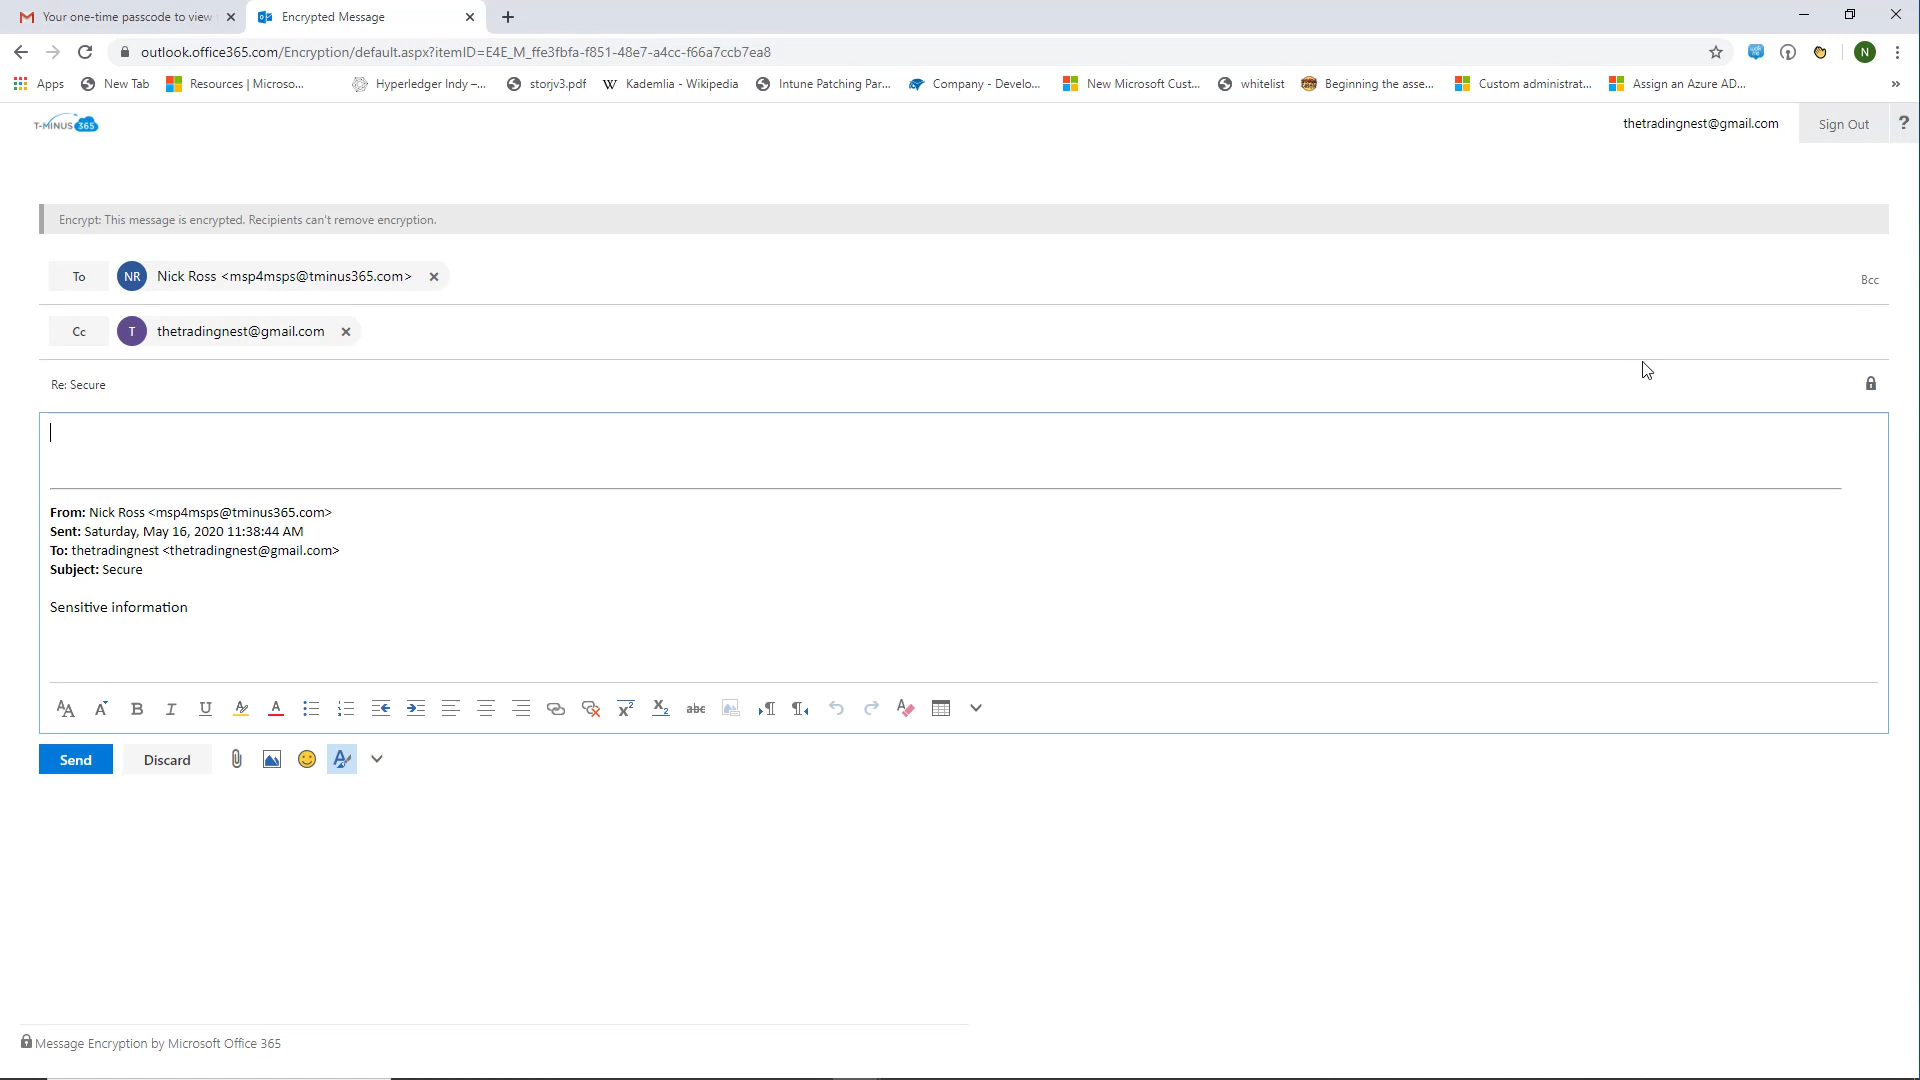 Your one-time passcode to view
Encrypted Message
outlook.office365.com/Encryption/default.aspx?itemID=E4E_M_ffe3fbfa-f851-48e7-a4cc-f66a7ccb7ea8
N
Apps
New Tab
Resources | Microso...
Hyperledger Indy –...
storjv3.pdf
W Kademlia - Wikipedia
Intune Patching Par...
Company - Develo...
New Microsoft Cust...
whitelist
Beginning the asse...
Custom administrat...
Assign an Azure AD...
»
T-MINUS 365
thetradingnest@gmail.com
Sign Out
?
Encrypt: This message is encrypted. Recipients can't remove encryption.
To
NR
Nick Ross <msp4msps@tminus365.com>
Bcc
Cc
T
thetradingnest@gmail.com
Re: Secure
From: Nick Ross <msp4msps@tminus365.com>
Sent: Saturday, May 16, 2020 11:38:44 AM
To: thetradingnest <thetradingnest@gmail.com>
Subject: Secure
Sensitive information
Send
Discard
Message Encryption by Microsoft Office 365